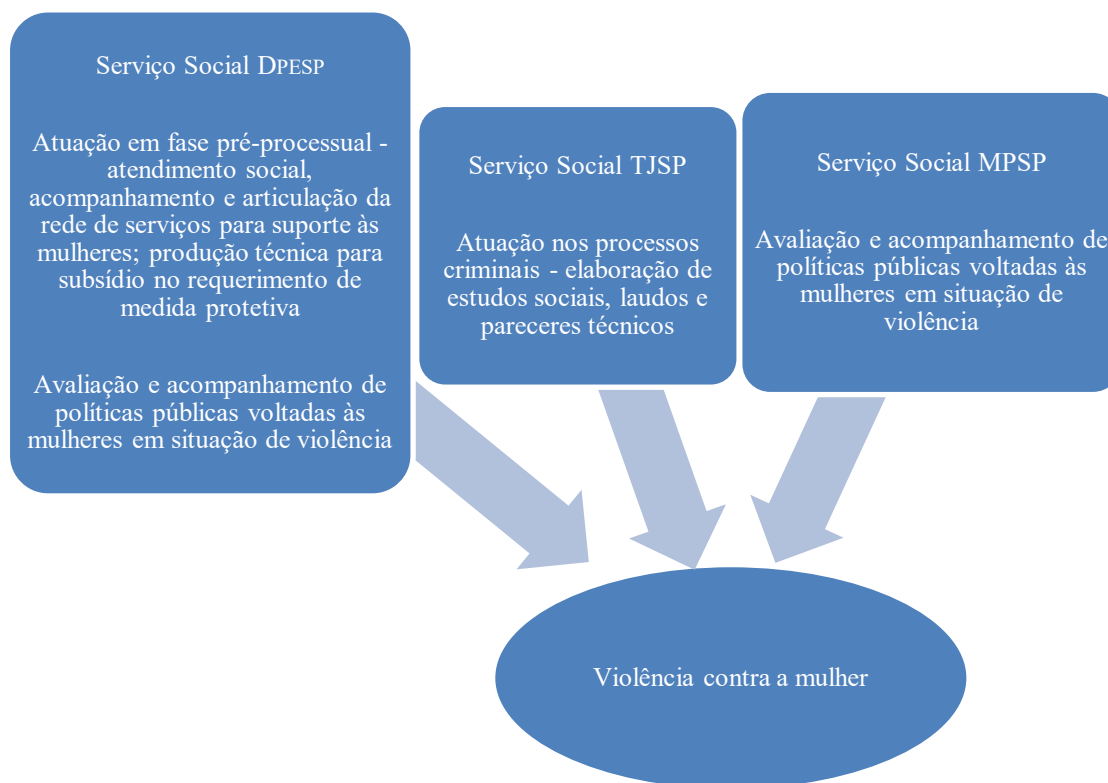 Serviço Social DPESP
Atuação em fase pré-processual -
atendimento social,
acompanhamento e articulação da
rede de serviços para suporte às
mulheres; produção técnica para
subsídio no requerimento de
medida protetiva
Avaliação e acompanhamento de
políticas públicas voltadas às
mulheres em situação de violência
Serviço Social TJSP
Atuação nos processos
criminais - elaboração de
estudos sociais, laudos e
pareceres técnicos
Serviço Social MPSP
Avaliação e acompanhamento de
políticas públicas voltadas às
mulheres em situação de
violência
Violência contra a mulher